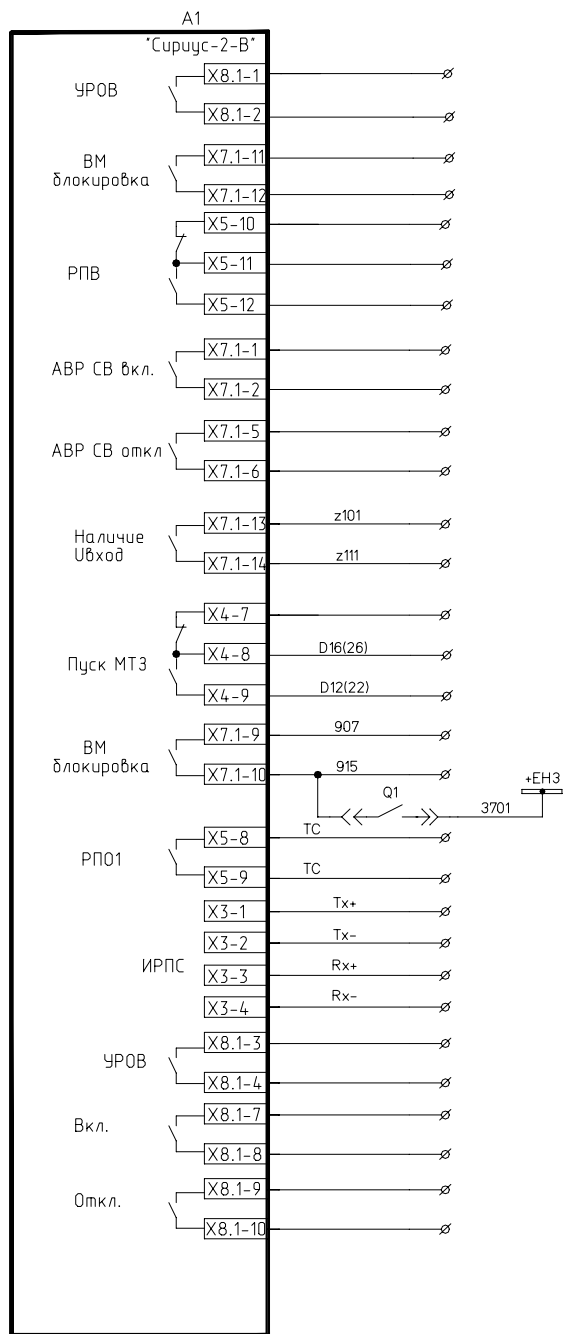 А1
"Сириус-2-В"
УРОВ
X8.1-1
X8.1-2
ВМ
блокировка
X7.1-11
X7.1-12
РПВ
X5-10
X5-11
X5-12
АВР СВ вкл.
X7.1-1
X7.1-2
АВР СВ откл
X7.1-5
X7.1-6
Наличие
Uвход
X7.1-13 z101
X7.1-14 z111
Пуск МТЗ
X4-7
X4-8 D16(26)
X4-9 D12(22)
ВМ
блокировка
X7.1-9 907
X7.1-10 915
Q1
3701
+ЕН3
РПО1
X5-8 ТС
X5-9 ТС
ИРПС
X3-1 Tx+
X3-2 Tx-
X3-3 Rx+
X3-4 Rx-
УРОВ
X8.1-3
X8.1-4
Вкл.
X8.1-7
X8.1-8
Откл.
X8.1-9
X8.1-10